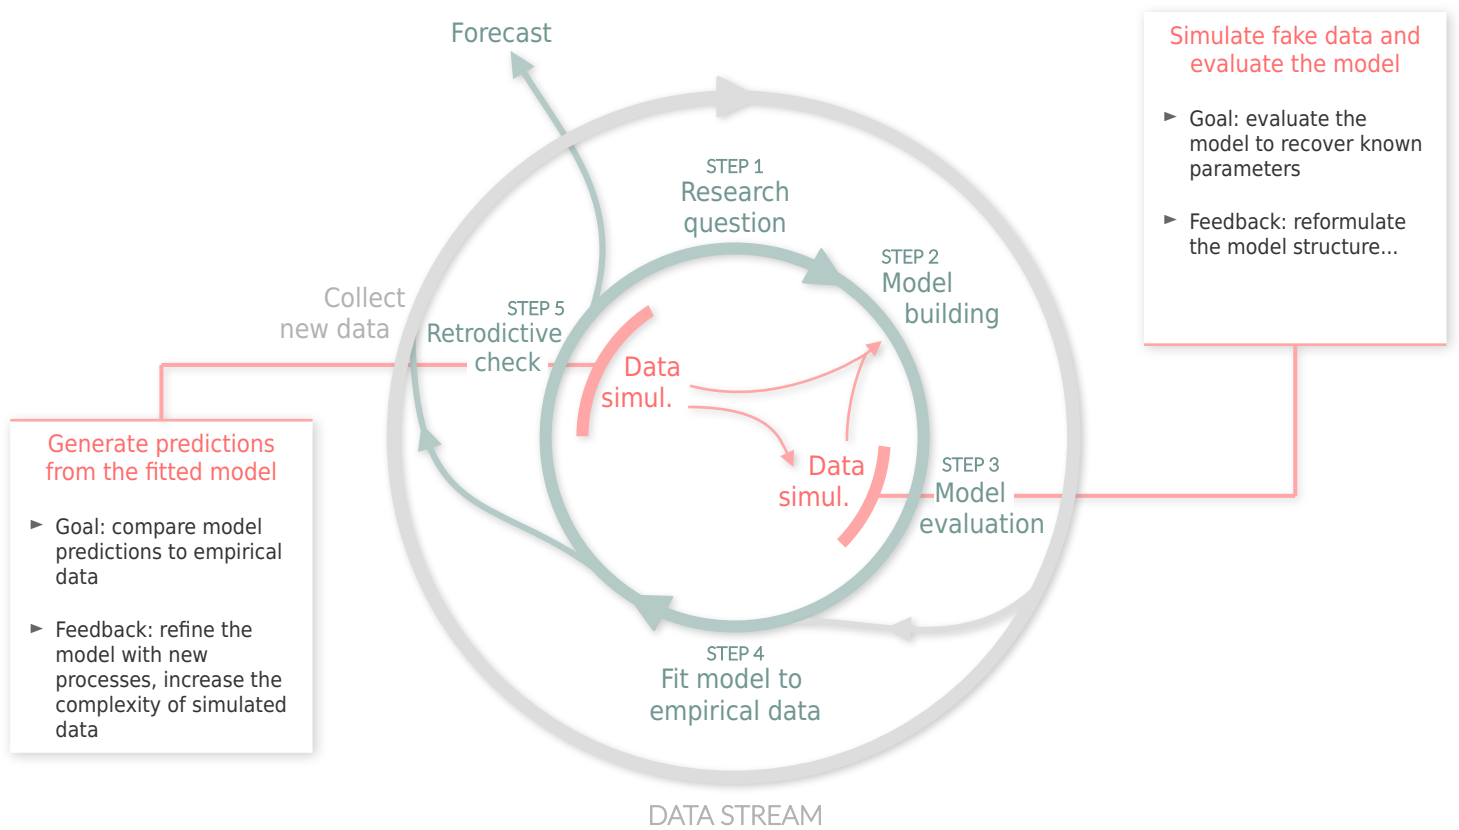 Forecast
Simulate fake data and
evaluate the model
► Goal: evaluate the
model to recover known
parameters
► Feedback: reformulate
the model structure...
STEP 1
Research
question
STEP 2
Model
building
Collect
new data
STEP 5
Retrodictive
check
Data
simul.
Generate predictions
from the fitted model
► Goal: compare model
predictions to empirical
data
► Feedback: refine the
model with new
processes, increase the
complexity of simulated
data
Data
simul.
STEP 3
Model
evaluation
STEP 4
Fit model to
empirical data
DATA STREAM